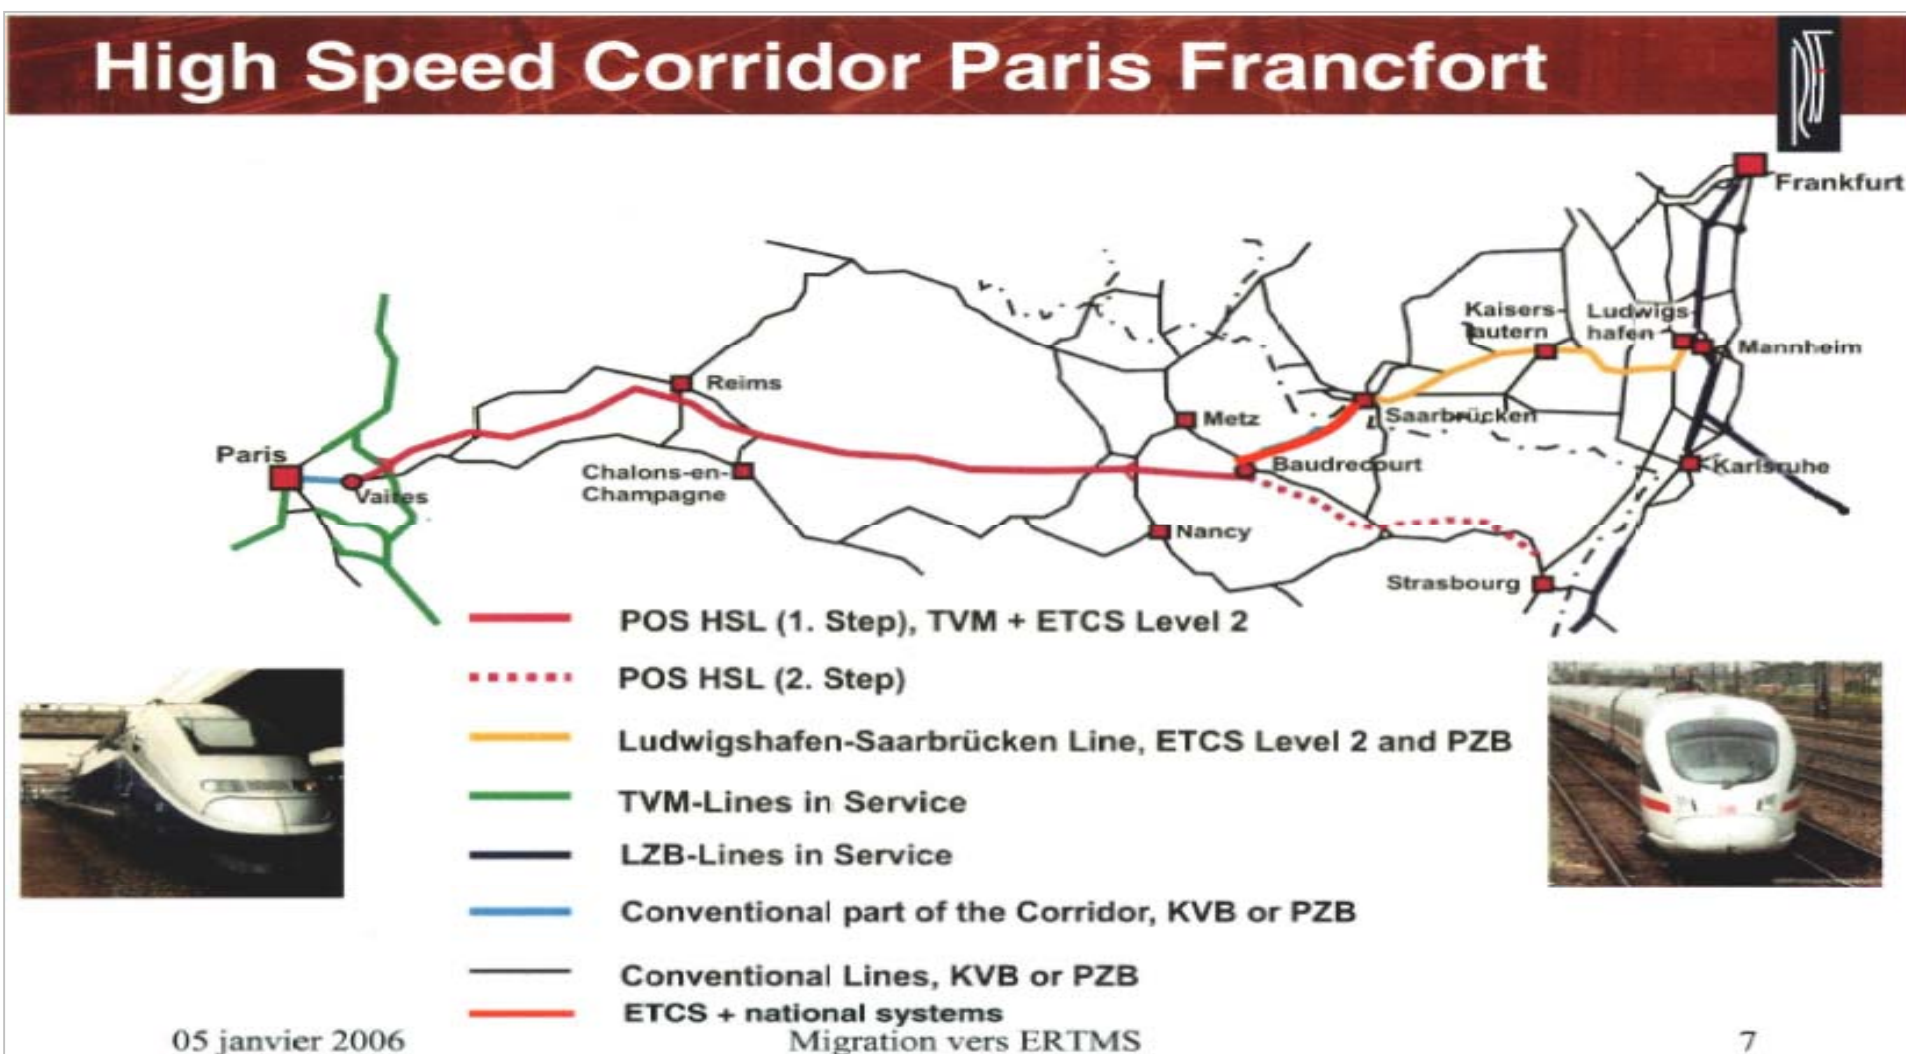 High Speed Corridor Paris Francfort
Frankfurt
Kaisers-
lautern
Ludwigs-
hafen
Mannheim
Reims
Metz
Saarbrücken
Paris
Vaires
Chalons-en-
Champagne
Baudrecourt
Karlsruhe
Nancy
Strasbourg
POS HSL (1. Step), TVM + ETCS Level 2
POS HSL (2. Step)
Ludwigshafen-Saarbrücken Line, ETCS Level 2 and PZB
TVM-Lines in Service
LZB-Lines in Service
Conventional part of the Corridor, KVB or PZB
Conventional Lines, KVB or PZB
ETCS + national systems
05 janvier 2006
Migration vers ERTMS
7